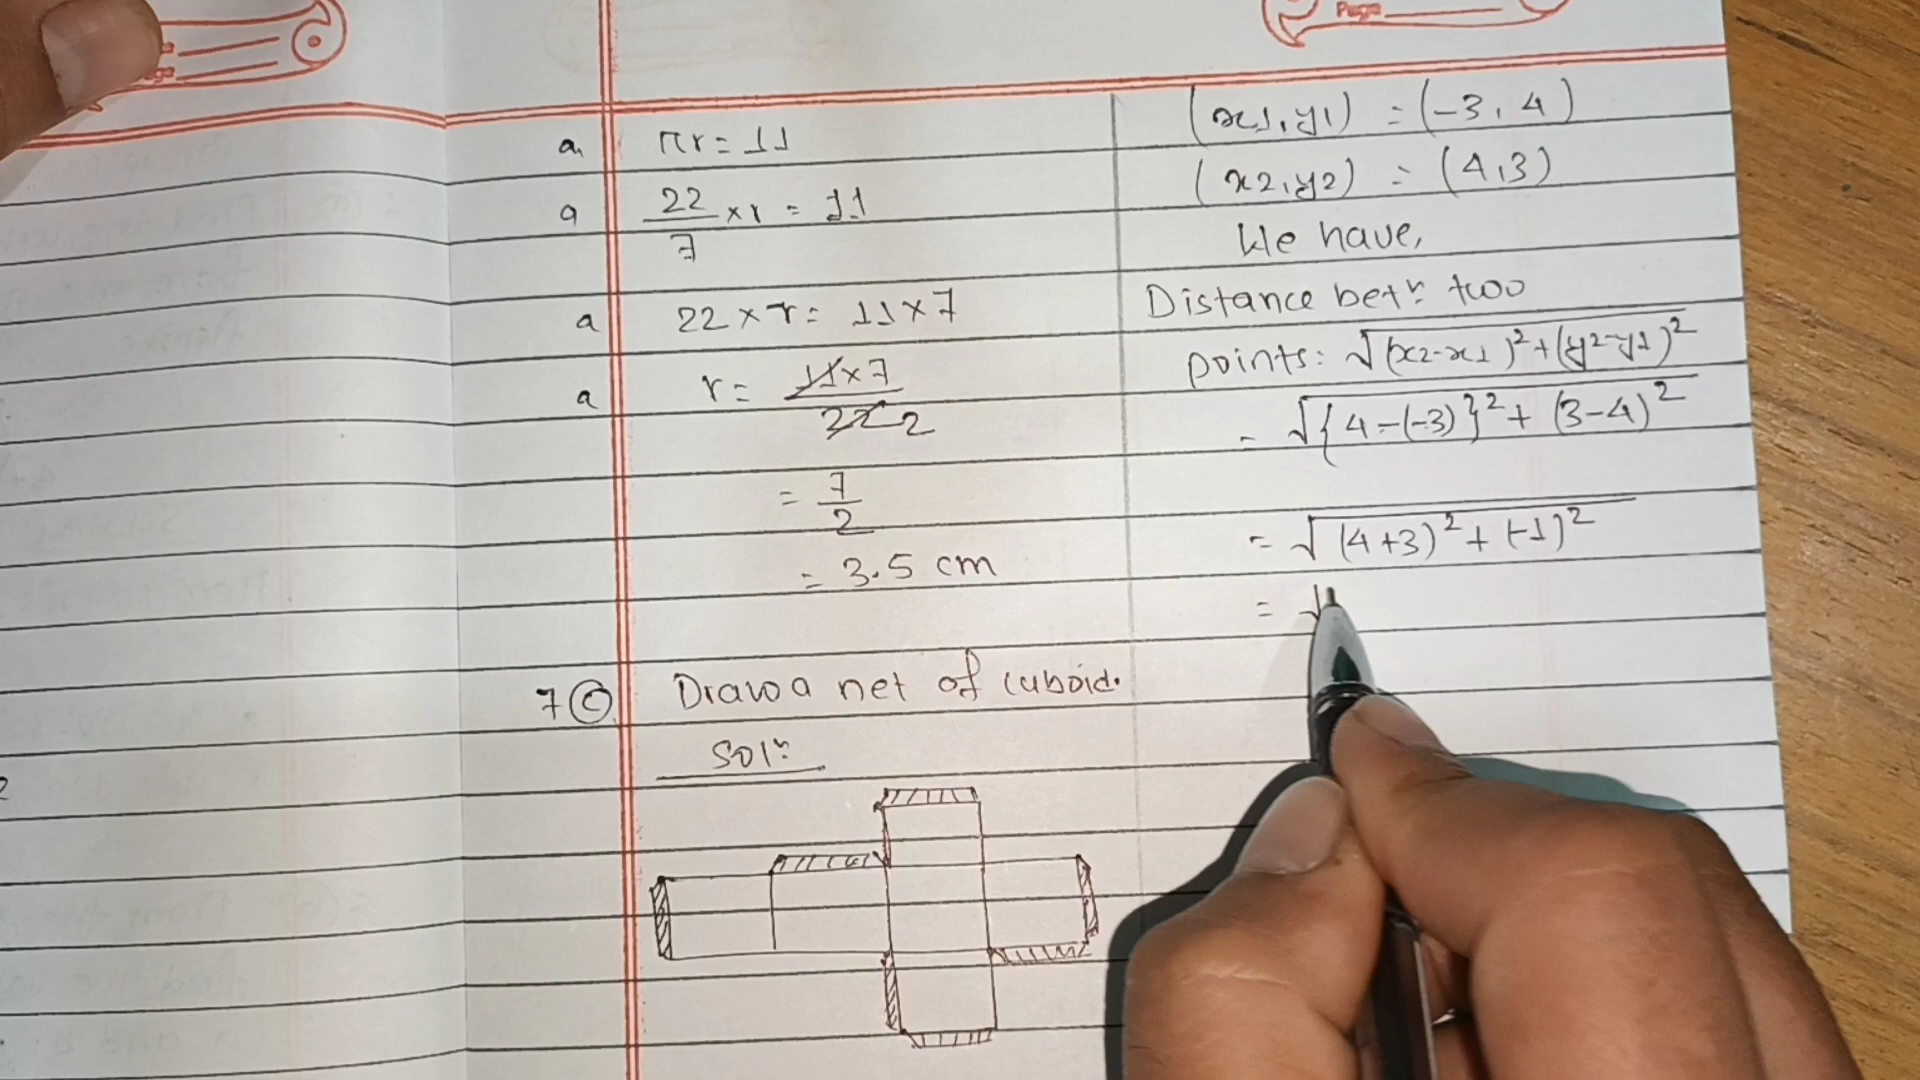 Page
a πr = 11
a 22/7 × r = 11
a 22 × r = 11 × 7
a r = 11 × 7 / 22 2
= 7/2
= 3.5 cm
7 (c) Draw a net of cuboid.
Solⁿ:
(x1, y1) = (-3, 4)
(x2, y2) = (4, 3)
We have,
Distance betⁿ two
points: √(x2-x1)² + (y2-y1)²
= √{4-(-3)}² + (3-4)²
= √(4+3)² + (-1)²
= √